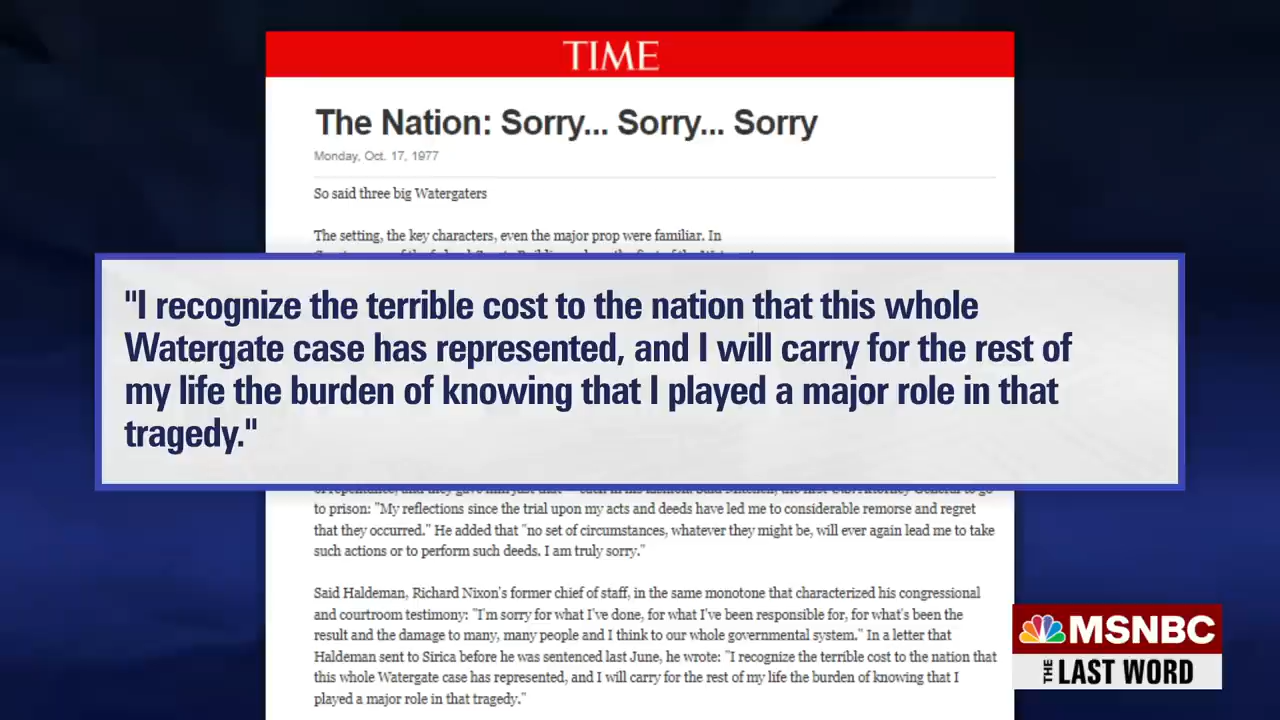 TIME
The Nation: Sorry... Sorry... Sorry
Monday, Oct. 17, 1977
So said three big Watergaters
The setting, the key characters, even the major prop were familiar. In
"I recognize the terrible cost to the nation that this whole
Watergate case has represented, and I will carry for the rest of
my life the burden of knowing that I played a major role in that
tragedy."
to prison: "My reflections since the trial upon my acts and deeds have led me to considerable remorse and regret
that they occurred." He added that "no set of circumstances, whatever they might be, will ever again lead me to take
such actions or to perform such deeds. I am truly sorry."
Said Haldeman, Richard Nixon's former chief of staff, in the same monotone that characterized his congressional
and courtroom testimony: "I'm sorry for what I've done, for what I've been responsible for, for what's been the
result and the damage to many, many people and I think to our whole governmental system." In a letter that
Haldeman sent to Sirica before he was sentenced last June, he wrote: "I recognize the terrible cost to the nation that
this whole Watergate case has represented, and I will carry for the rest of my life the burden of knowing that I
played a major role in that tragedy."
MSNBC
THE LAST WORD